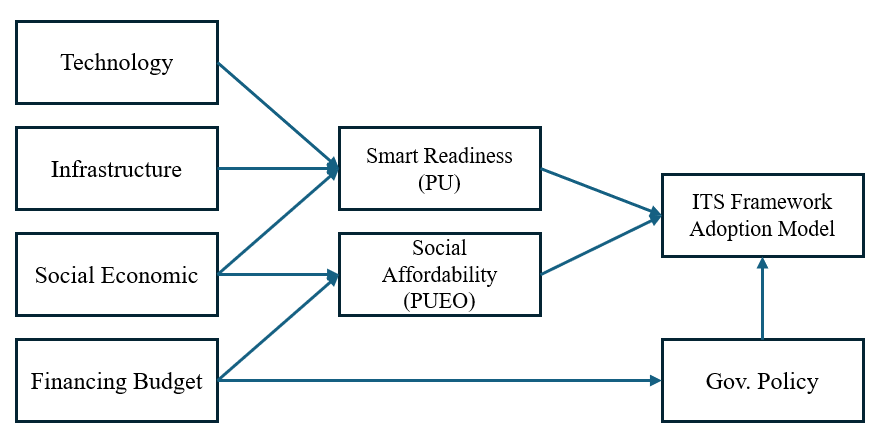 Technology
Infrastructure
Social Economic
Financing Budget
Smart Readiness
(PU)
Social
Affordability
(PUEO)
ITS Framework
Adoption Model
Gov. Policy